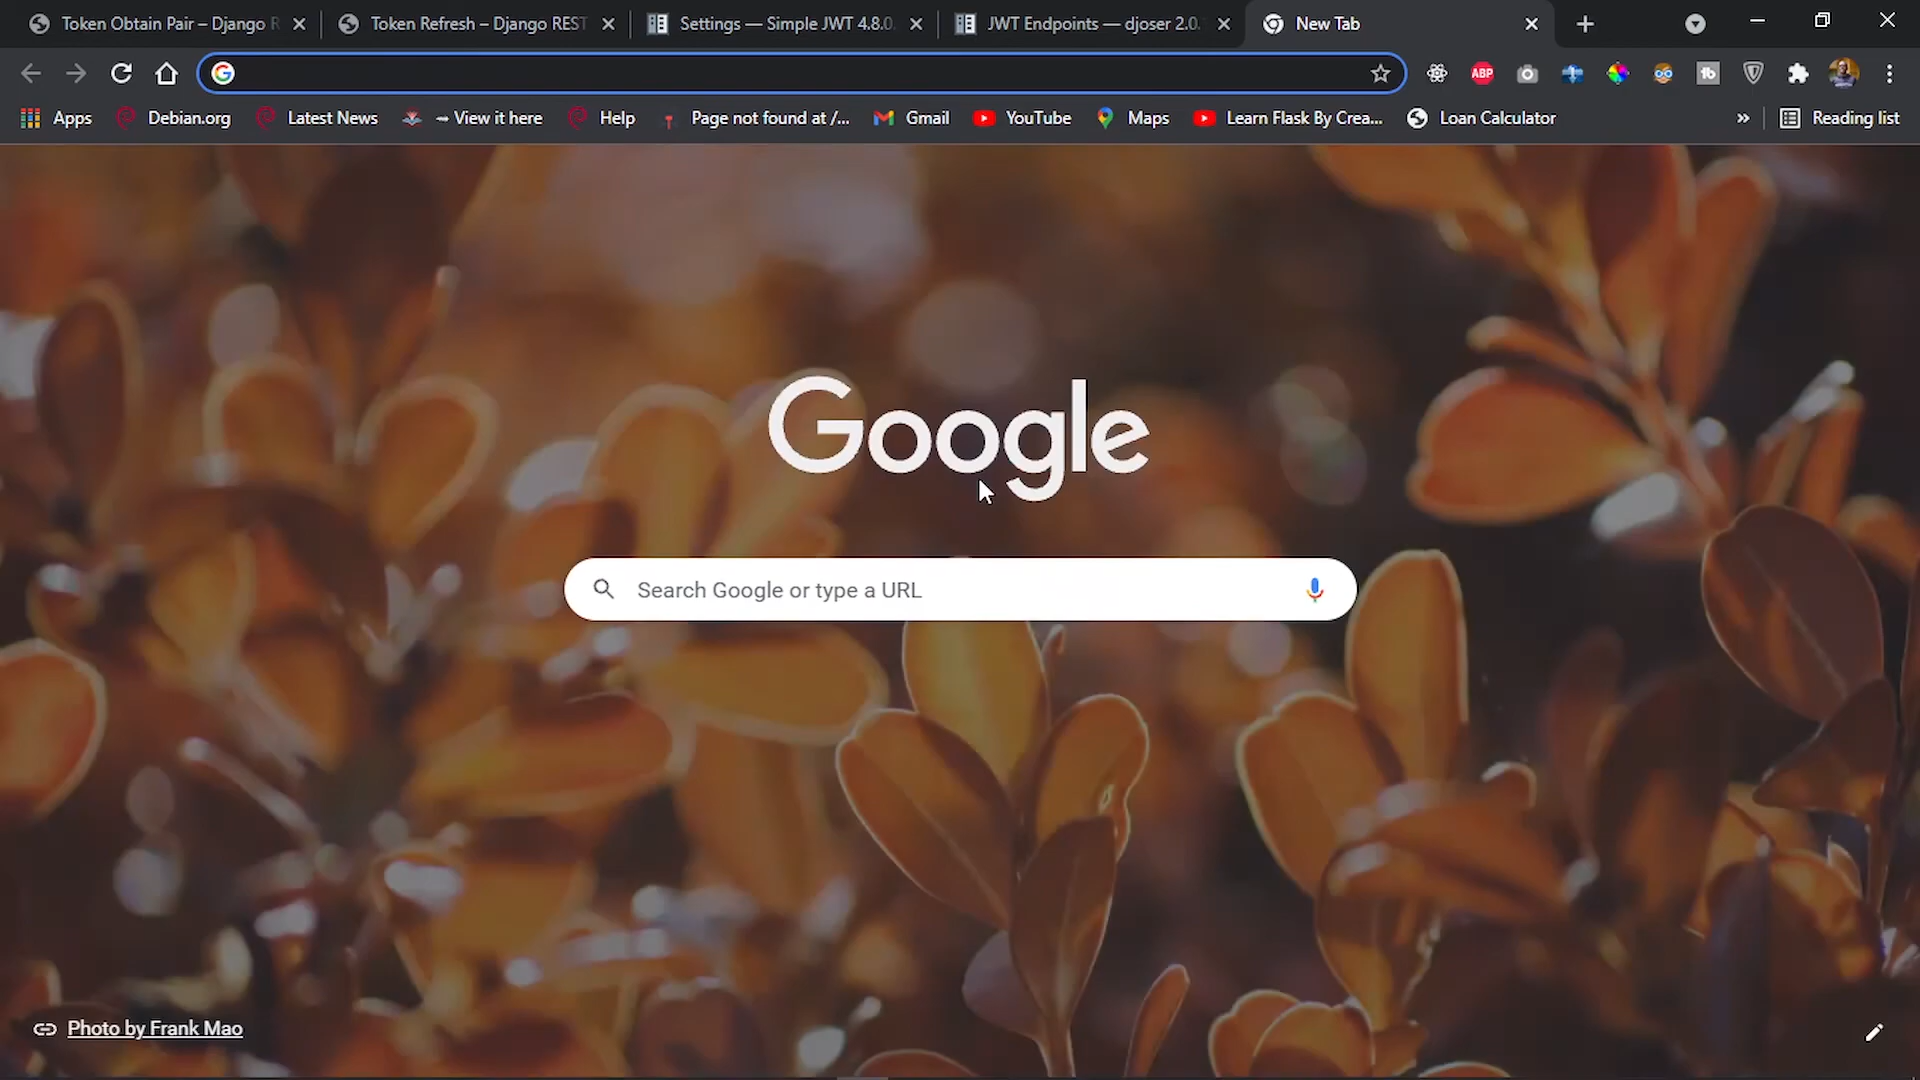 Token Obtain Pair – Django R
Token Refresh – Django REST
Settings — Simple JWT 4.8.0.
JWT Endpoints — djoser 2.0.
New Tab
ABP
tb
Apps
Debian.org
Latest News
View it here
Help
Page not found at /...
Gmail
YouTube
Maps
Learn Flask By Crea...
Loan Calculator
»
Reading list
Google
Search Google or type a URL
Photo by Frank Mao